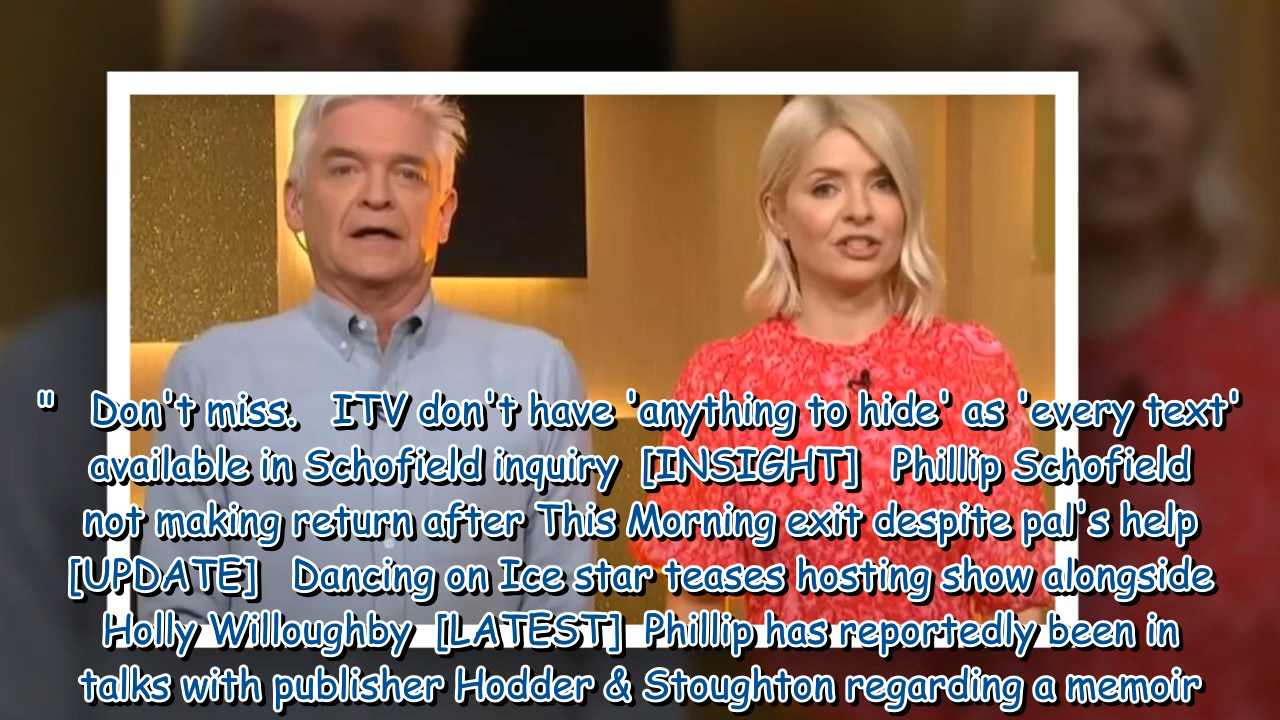 " Don't miss. ITV don't have 'anything to hide' as 'every text'
available in Schofield inquiry [INSIGHT] Phillip Schofield
not making return after This Morning exit despite pal's help
[UPDATE] Dancing on Ice star teases hosting show alongside
Holly Willoughby [LATEST] Phillip has reportedly been in
talks with publisher Hodder & Stoughton regarding a memoir